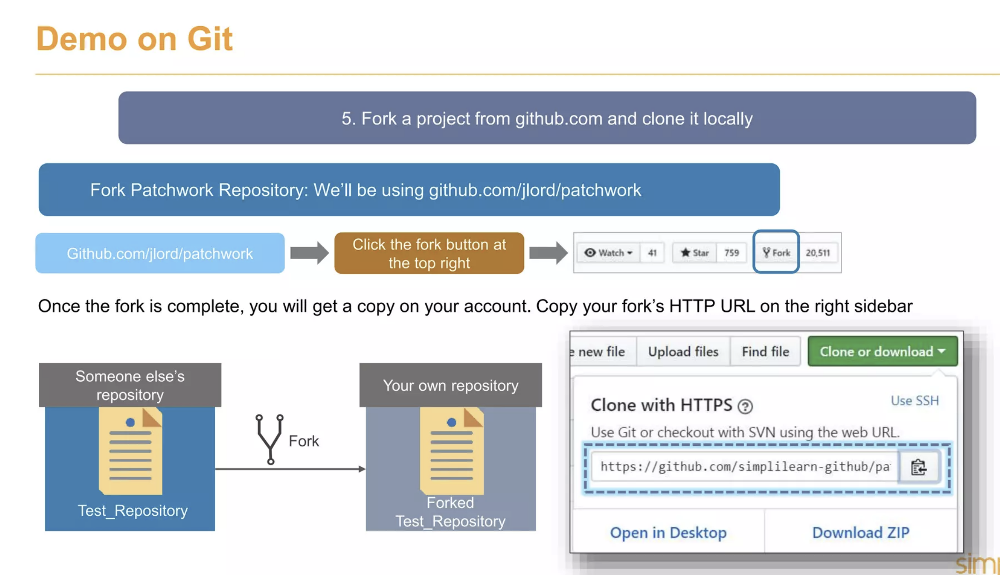 Demo on Git
5. Fork a project from github.com and clone it locally
Fork Patchwork Repository: We’ll be using github.com/jlord/patchwork
Github.com/jlord/patchwork
Click the fork button at
the top right
Watch 41 Star 759 Fork 20,511
Once the fork is complete, you will get a copy on your account. Copy your fork’s HTTP URL on the right sidebar
Someone else’s
repository
Test_Repository
Fork
Your own repository
Forked
Test_Repository
e new file Upload files Find file Clone or download
Clone with HTTPS ? Use SSH
Use Git or checkout with SVN using the web URL.
https://github.com/simplilearn-github/pa
Open in Desktop Download ZIP